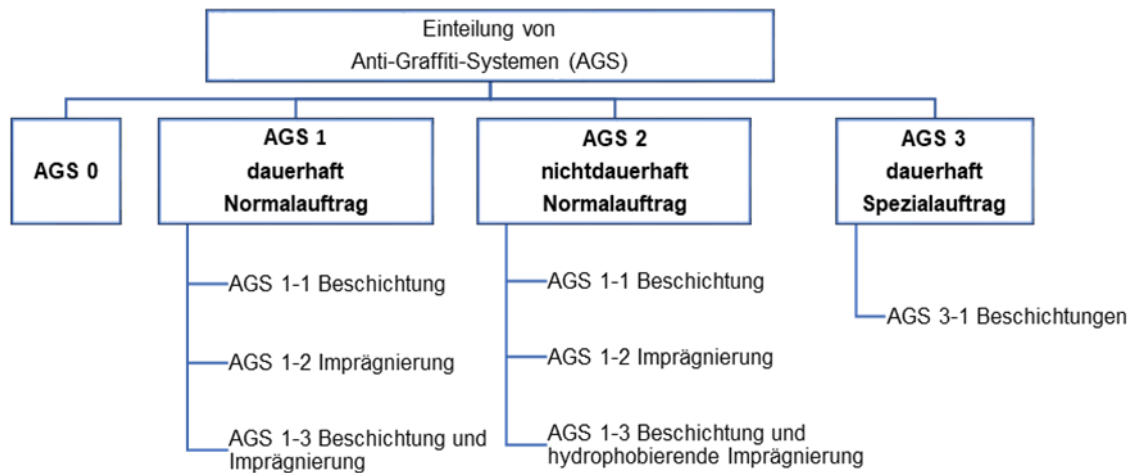 Einteilung von
Anti-Graffiti-Systemen (AGS)
AGS 0
AGS 1
dauerhaft
Normalauftrag
AGS 2
nichtdauerhaft
Normalauftrag
AGS 3
dauerhaft
Spezialauftrag
AGS 1-1 Beschichtung
AGS 1-2 Imprägnierung
AGS 1-3 Beschichtung und
Imprägnierung
AGS 1-1 Beschichtung
AGS 1-2 Imprägnierung
AGS 1-3 Beschichtung und
hydrophobierende Imprägnierung
AGS 3-1 Beschichtungen